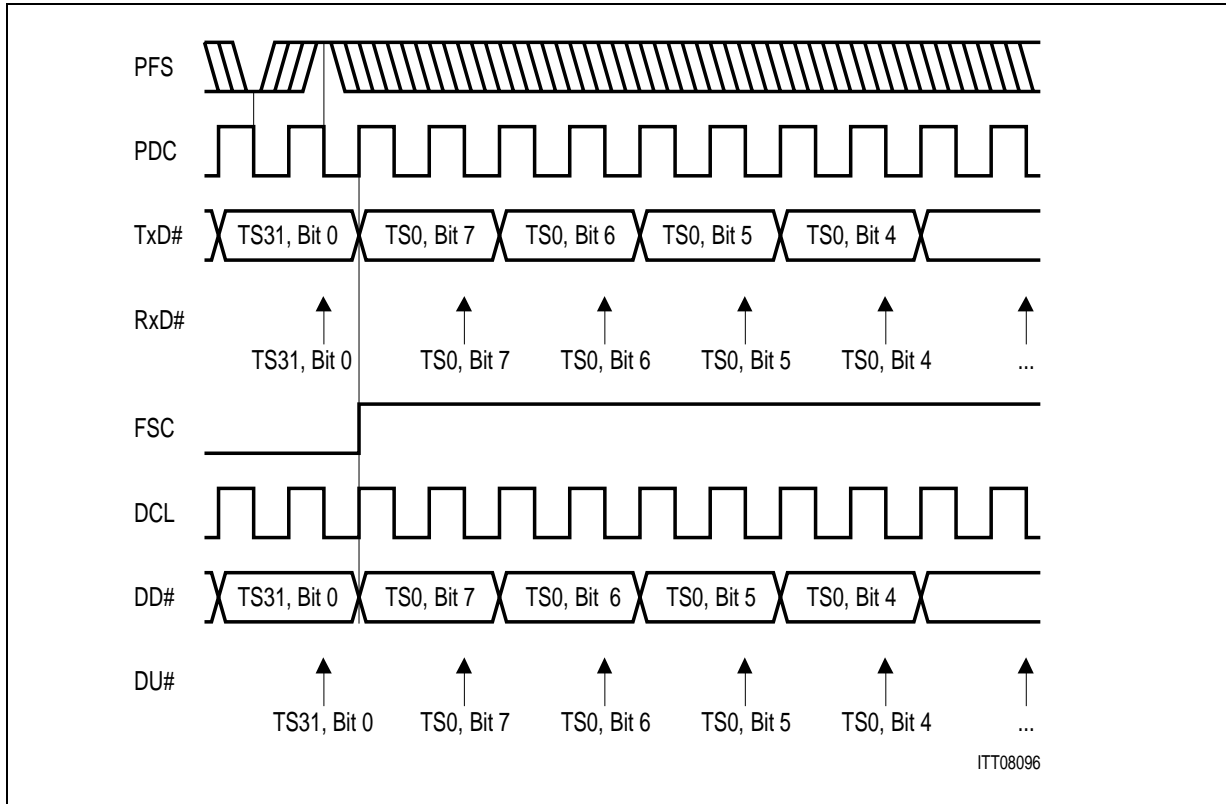 PFS
PDC
TxD# TS31, Bit 0 TS0, Bit 7 TS0, Bit 6 TS0, Bit 5 TS0, Bit 4
RxD#
TS31, Bit 0 TS0, Bit 7 TS0, Bit 6 TS0, Bit 5 TS0, Bit 4 ...
FSC
DCL
DD# TS31, Bit 0 TS0, Bit 7 TS0, Bit 6 TS0, Bit 5 TS0, Bit 4
DU#
TS31, Bit 0 TS0, Bit 7 TS0, Bit 6 TS0, Bit 5 TS0, Bit 4 ...
ITT08096